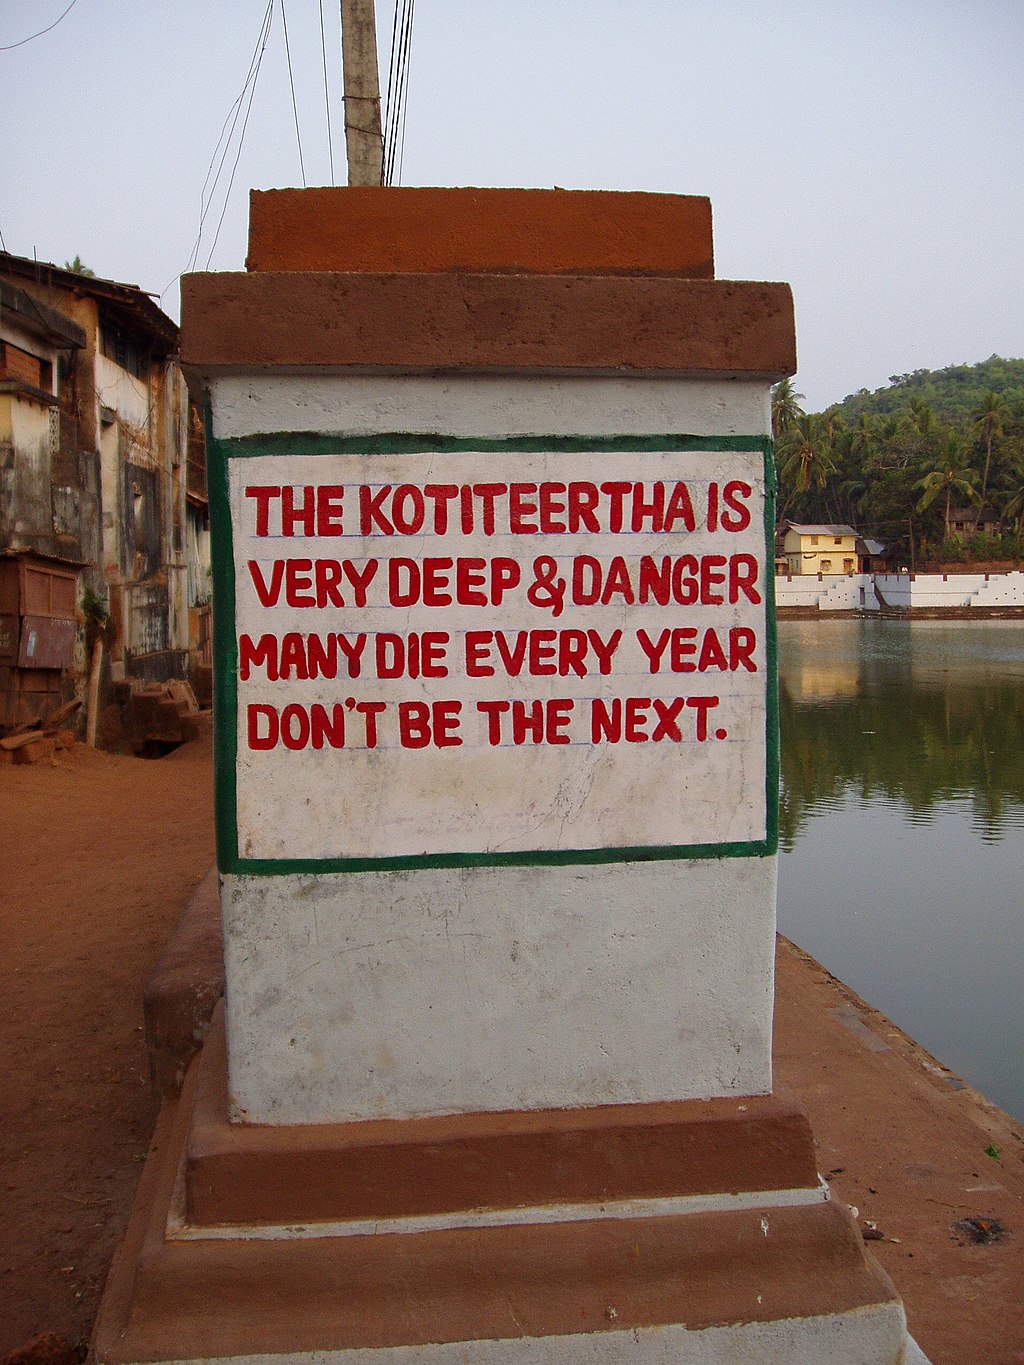 THE KOTITEERTHA IS
VERY DEEP & DANGER
MANY DIE EVERY YEAR
DON'T BE THE NEXT.